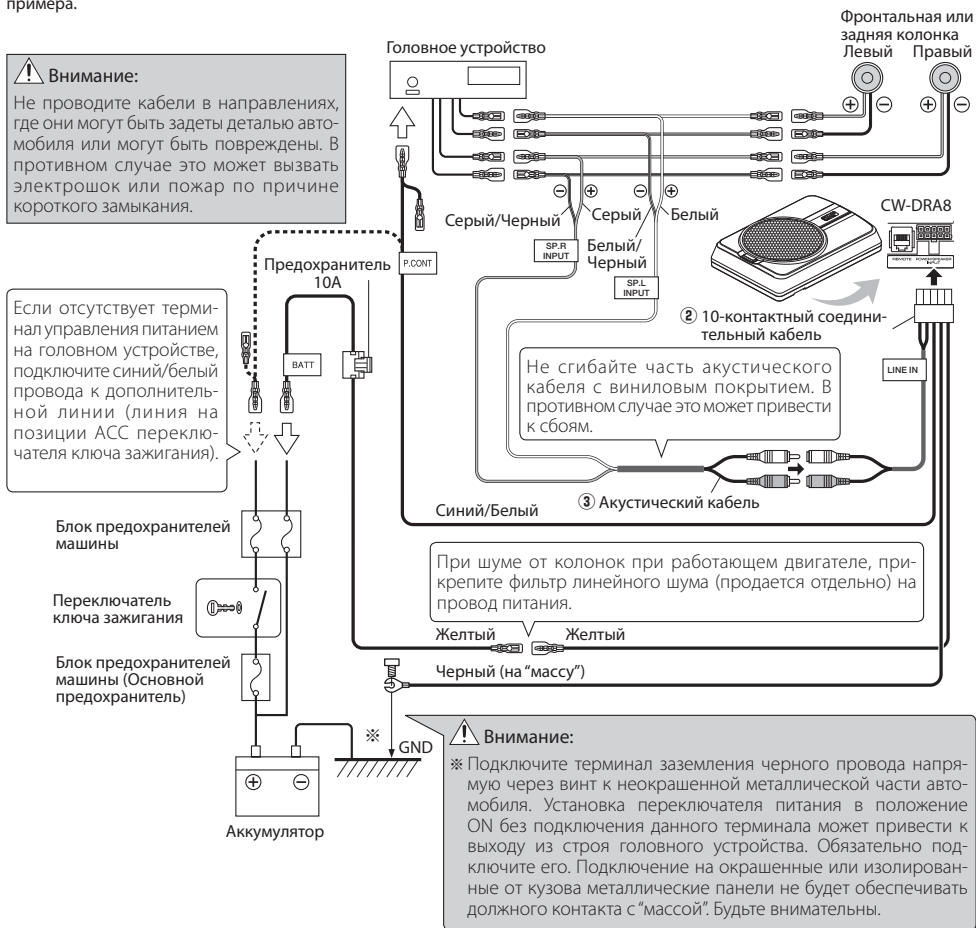 примера.
Фронтальная или
задняя колонка
Левый Правый
Головное устройство
Внимание:
Не проводите кабели в направлениях,
где они могут быть задеты деталью авто-
мобиля или могут быть повреждены. В
противном случае это может вызвать
электрошок или пожар по причине
короткого замыкания.
Серый/Черный
Серый
Белый/
Черный
Белый
CW-DRA8
REMOTE
POWER/SPEAKER
INPUT
SP.R
INPUT
SP.L
INPUT
P.CONT
Предохранитель
10А
② 10-контактный соедини-
тельный кабель
LINE IN
Если отсутствует терми-
нал управления питанием
на головном устройстве,
подключите синий/белый
провода к дополнитель-
ной линии (линия на
позиции ACC переклю-
чателя ключа зажигания).
BATT
Не сгибайте часть акустического
кабеля с виниловым покрытием. В
противном случае это может привести
к сбоям.
③ Акустический кабель
Синий/Белый
Блок предохранителей
машины
При шуме от колонок при работающем двигателе, при-
крепите фильтр линейного шума (продается отдельно) на
провод питания.
Переключатель
ключа зажигания
Желтый Желтый
Блок предохранителей
машины (Основной
предохранитель)
Черный (на “массу”)
※ GND
Аккумулятор
Внимание:
※ Подключите терминал заземления черного провода напря-
мую через винт к неокрашенной металлической части авто-
мобиля. Установка переключателя питания в положение
ON без подключения данного терминала может привести к
выходу из строя головного устройства. Обязательно под-
ключите его. Подключение на окрашенные или изолирован-
ные от кузова металлические панели не будет обеспечивать
должного контакта с “массой”. Будьте внимательны.